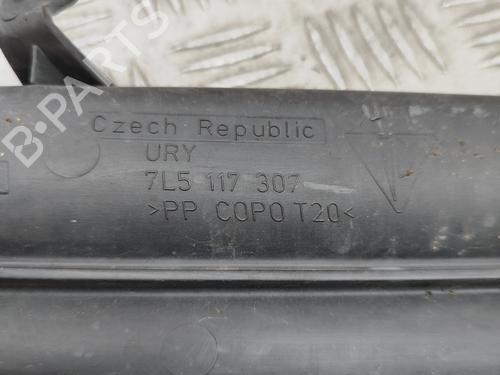 B-PARTS
Czech Republic
URY
7L5 117 307
>PP COPO T20<